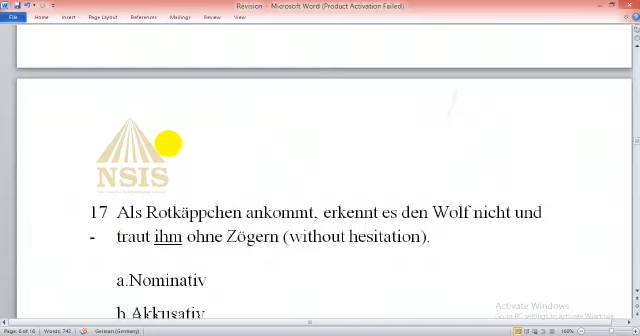 Revision - Microsoft Word (Product Activation Failed)
File Home Insert Page Layout References Mailings Review View
NSIS
17 Als Rotkäppchen ankommt, erkennt es den Wolf nicht und
- traut ihm ohne Zögern (without hesitation).
a.Nominativ
b.Akkusativ
Activate Windows
Go to PC settings to activate Windows.
Page: 6 of 16 Words: 742 German (Germany) 160%